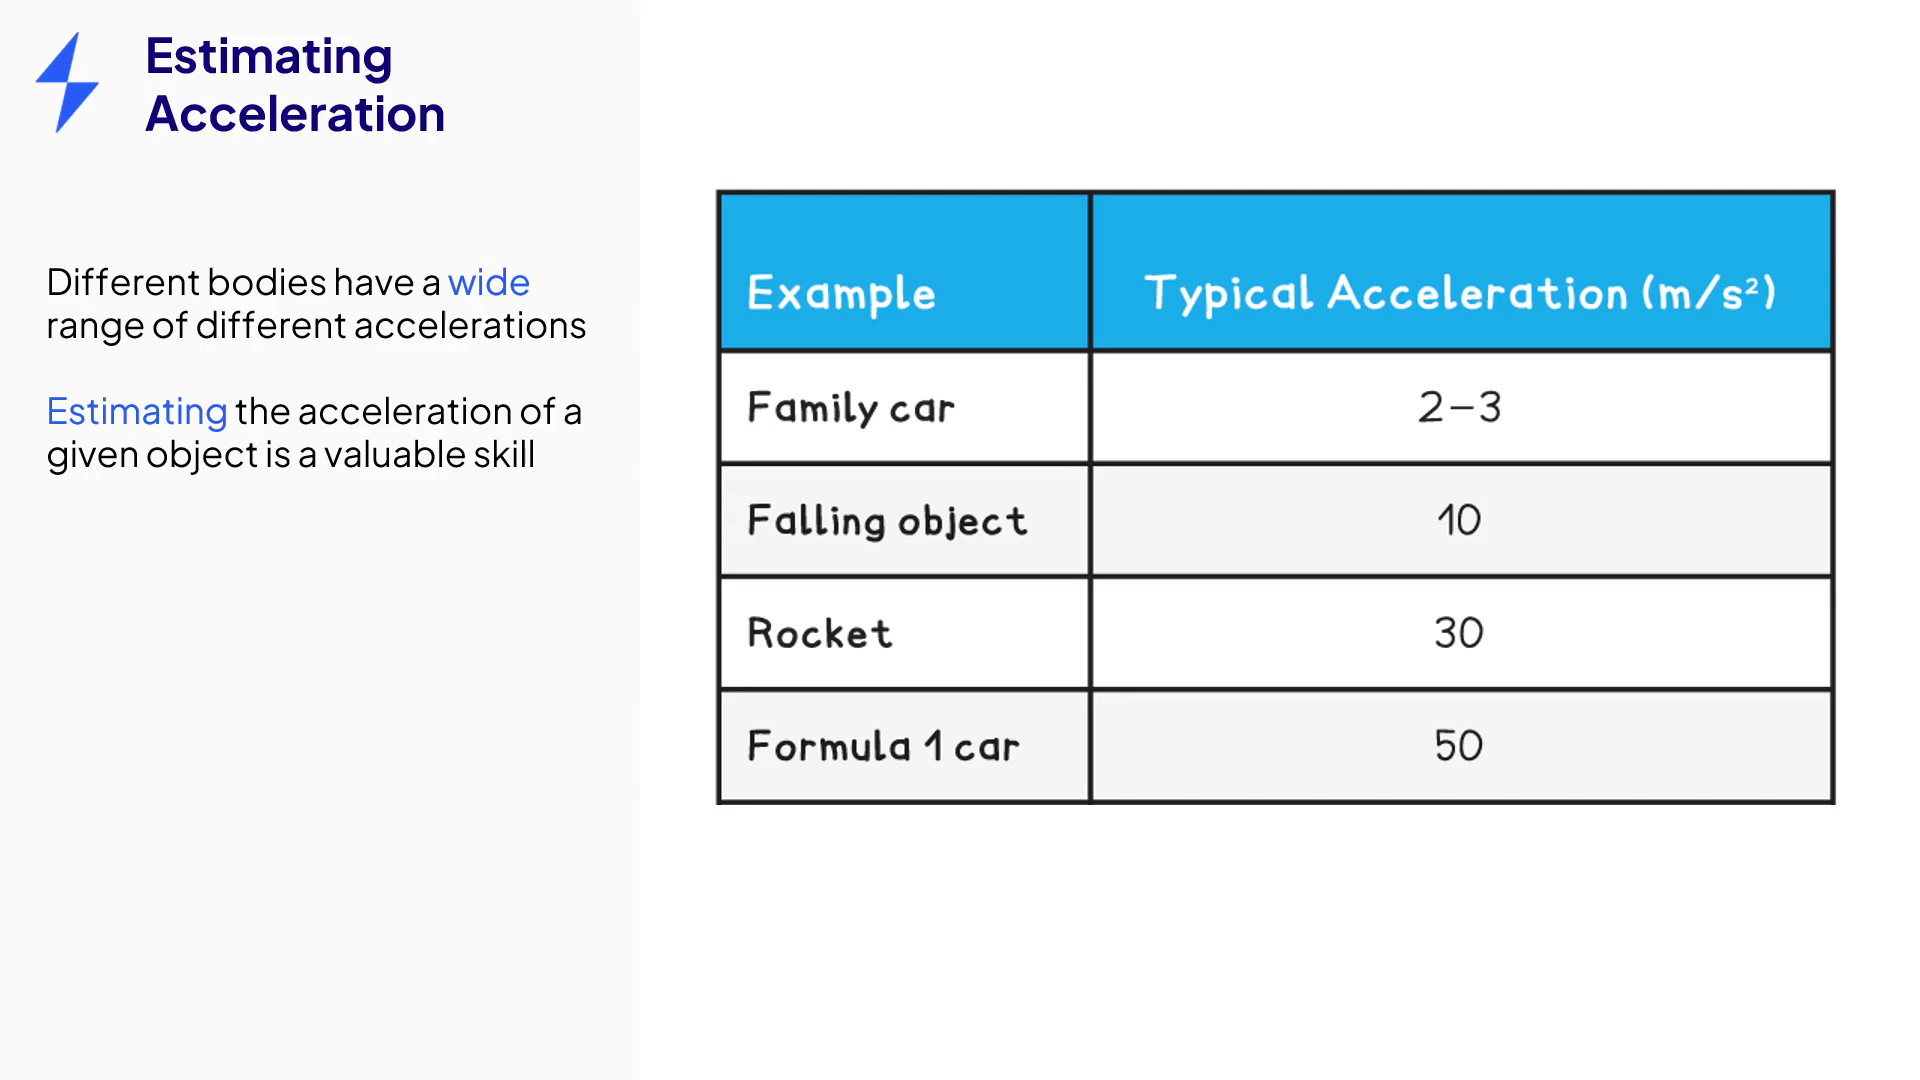 Estimating
Acceleration
Different bodies have a wide
range of different accelerations
Estimating the acceleration of a
given object is a valuable skill
Example Typical Acceleration (m/s²)
Family car 2–3
Falling object 10
Rocket 30
Formula 1 car 50